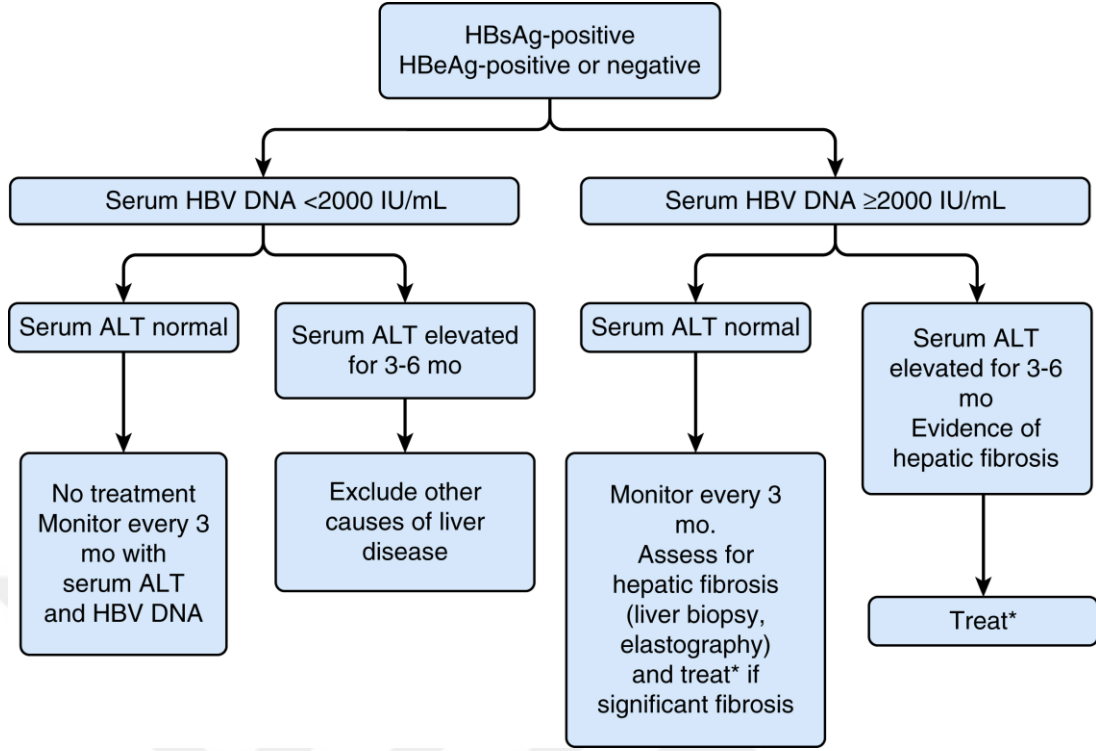 HBsAg-positive
HBeAg-positive or negative
Serum HBV DNA <2000 IU/mL
Serum HBV DNA ≥2000 IU/mL
Serum ALT normal
Serum ALT elevated
for 3-6 mo
Serum ALT normal
Serum ALT
elevated for 3-6
mo
Evidence of
hepatic fibrosis
No treatment
Monitor every 3
mo with
serum ALT
and HBV DNA
Exclude other
causes of liver
disease
Monitor every 3
mo.
Assess for
hepatic fibrosis
(liver biopsy,
elastography)
and treat* if
significant fibrosis
Treat*